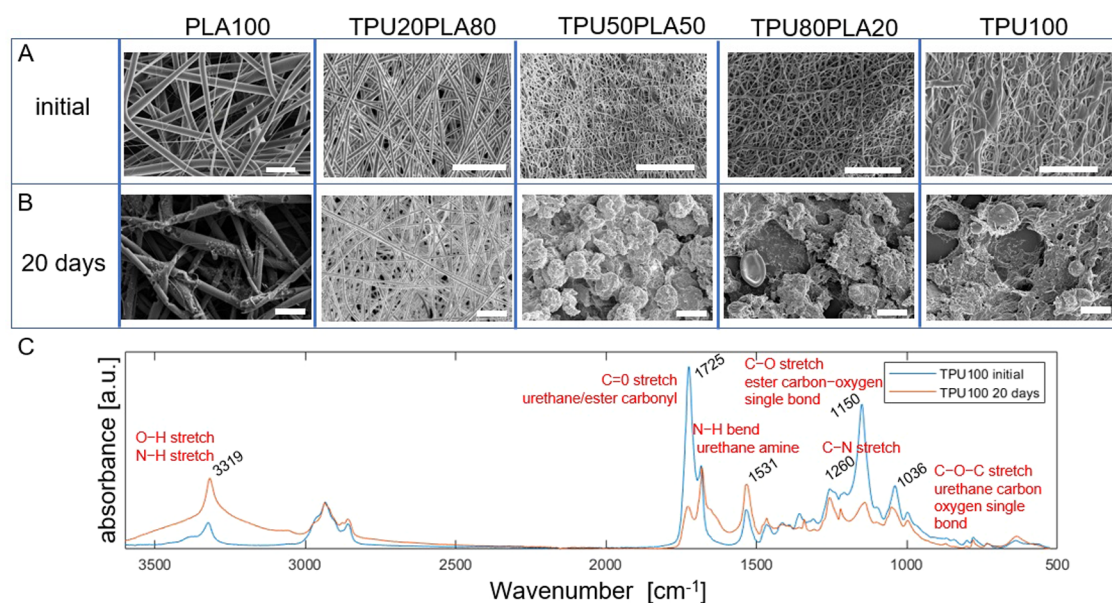 PLA100 TPU20PLA80 TPU50PLA50 TPU80PLA20 TPU100
A
initial
B
20 days
C
absorbance [a.u.]
O−H stretch
N−H stretch
3319
C=0 stretch
urethane/ester carbonyl
1725
N−H bend
urethane amine
1531
C−O stretch
ester carbon−oxygen
single bond
1150
C−N stretch
1260
1036
C−O−C stretch
urethane carbon
oxygen single
bond
TPU100 initial
TPU100 20 days
3500 3000 2500 2000 1500 1000 500
Wavenumber [cm⁻¹]